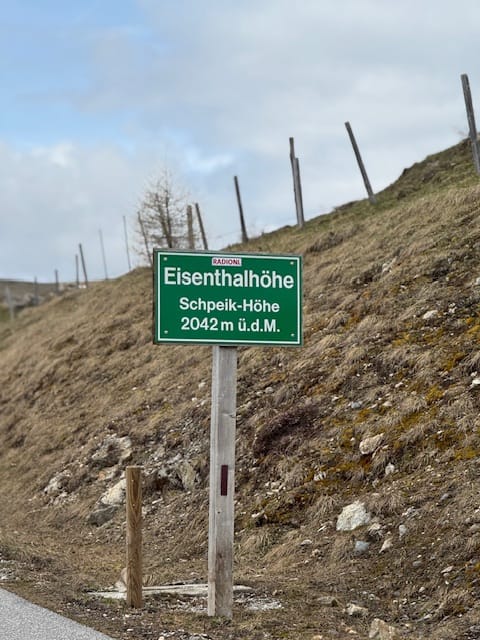 RADIONL
Eisenthalhöhe
Schpeik-Höhe
2042 m ü.d.M.